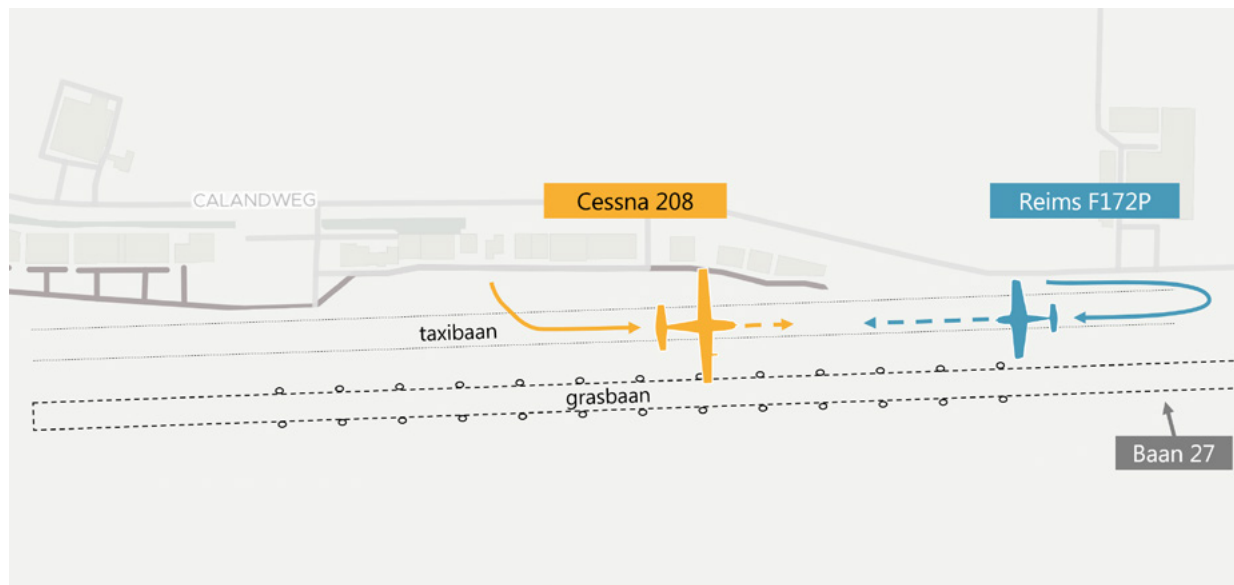 CALANDWEG
Cessna 208
Reims F172P
taxibaan
grasbaan
Baan 27